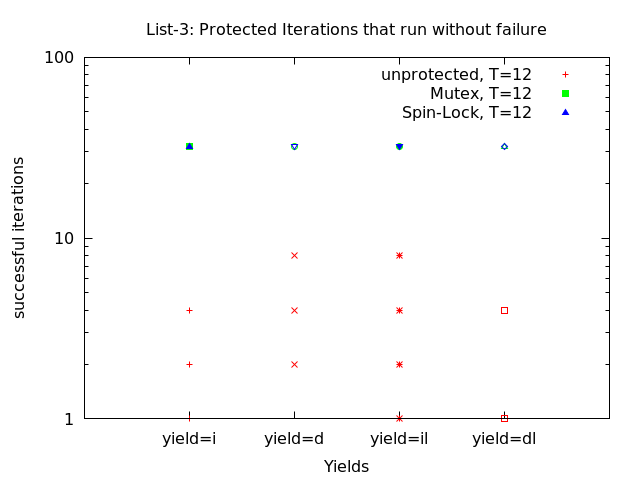 List-3: Protected Iterations that run without failure
100
unprotected, T=12
Mutex, T=12
Spin-Lock, T=12
successful iterations
10
1
yield=i yield=d yield=il yield=dl
Yields